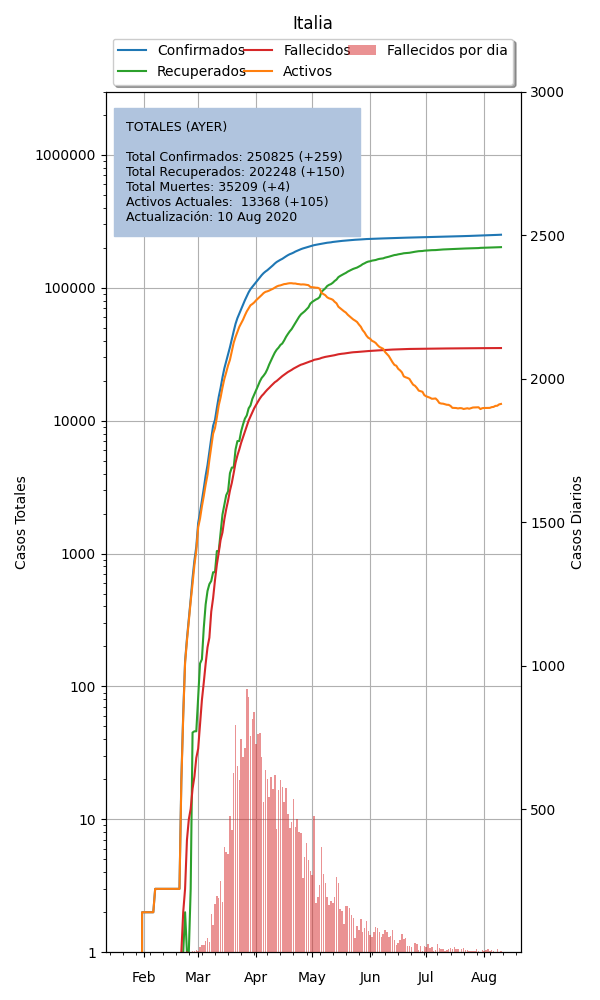 Italia
Confirmados Fallecidos Fallecidos por dia
Recuperados Activos
TOTALES (AYER)
Total Confirmados: 250825 (+259)
Total Recuperados: 202248 (+150)
Total Muertes: 35209 (+4)
Activos Actuales:  13368 (+105)
Actualización: 10 Aug 2020
Casos Totales
1000000
100000
10000
1000
100
10
1
3000
2500
2000
1500
1000
500
Casos Diarios
Feb Mar Apr May Jun Jul Aug